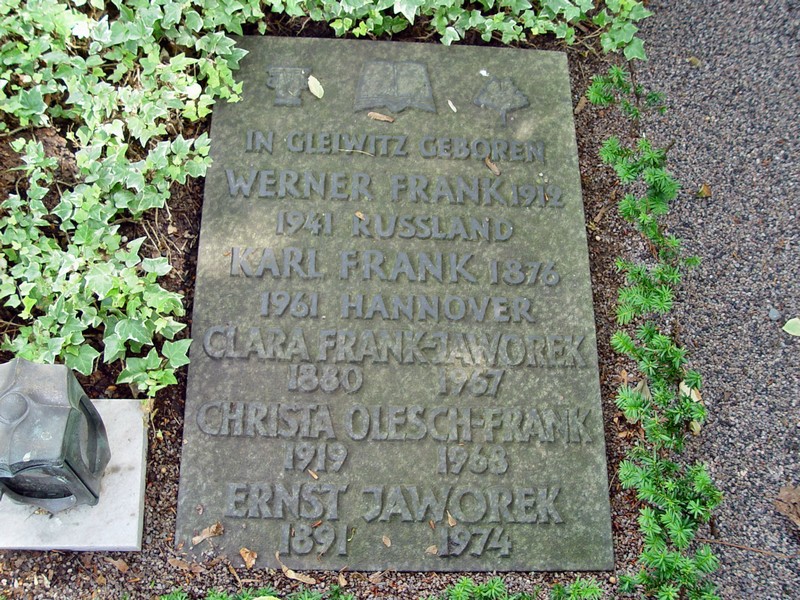 IN GLEIWITZ GEBOREN
WERNER FRANK 1912
1941 RUSSLAND
KARL FRANK 1876
1961 HANNOVER
CLARA FRANK-JAWOREK
1880 1967
CHRISTA OLESCH-FRANK
1919 1968
ERNST JAWOREK
1891 1974